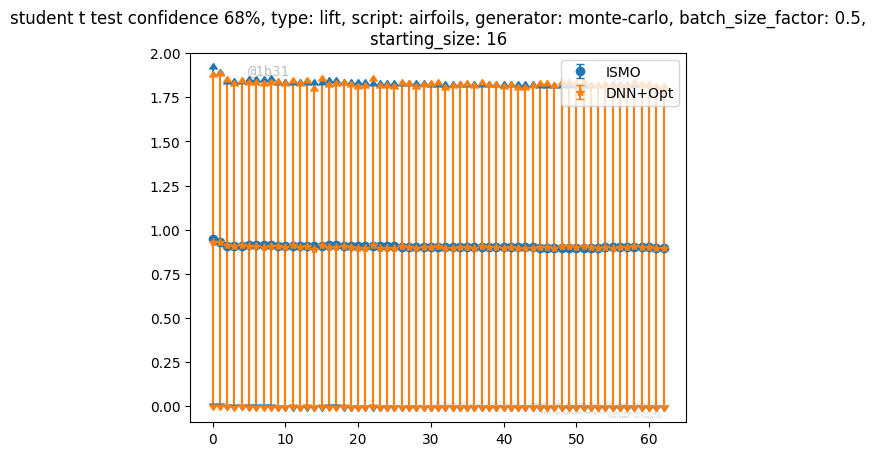 student t test confidence 68%, type: lift, script: airfoils, generator: monte-carlo, batch_size_factor: 0.5,
starting_size: 16
2.00
@1b31
ISMO
DNN+Opt
1.75
1.50
1.25
1.00
0.75
0.50
0.25
0.00
0 10 20 30 40 50 60